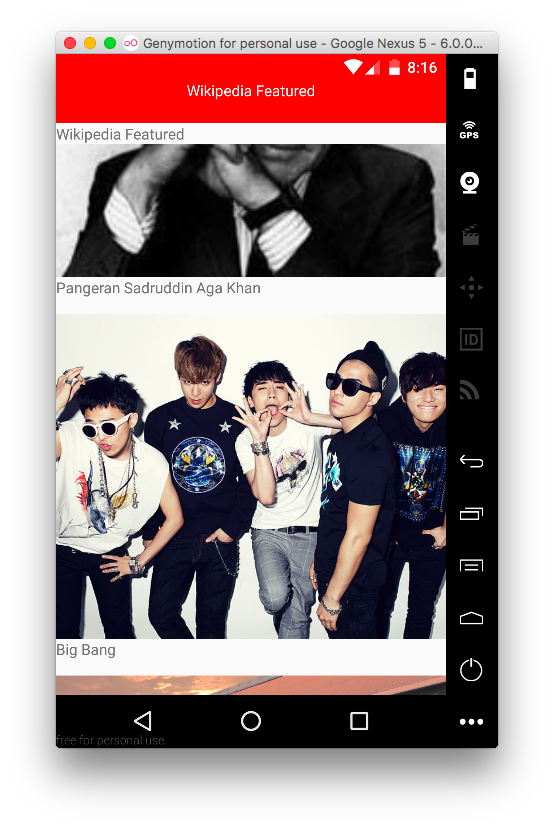 Genymotion for personal use - Google Nexus 5 - 6.0.0...
8:16
Wikipedia Featured
GPS
Wikipedia Featured
Pangeran Sadruddin Aga Khan
ID
Big Bang
free for personal use